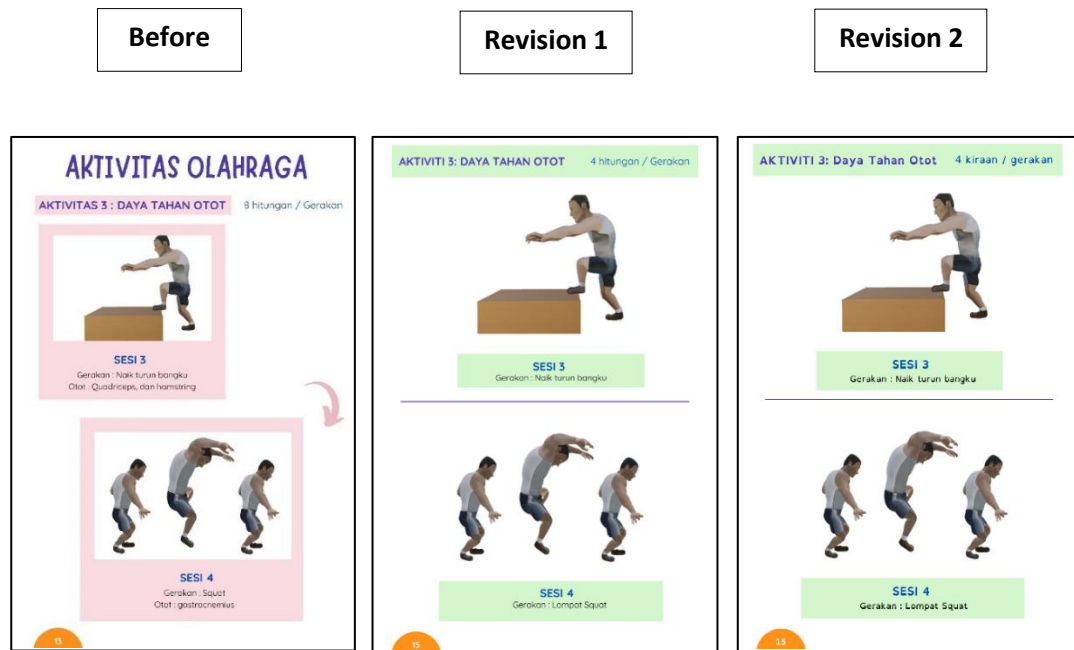 Before
Revision 1
Revision 2
AKTIVITAS OLAHRAGA
AKTIVITAS 3 : DAYA TAHAN OTOT 8 hitungan / Gerakan
SESI 3
Gerakan : Naik turun bangku
Otot : Quadriceps, dan hamstring
SESI 4
Gerakan : Squat
Otot : gastrocnemius
15
AKTIVITI 3: DAYA TAHAN OTOT 4 hitungan / Gerakan
SESI 3
Gerakan : Naik turun bangku
SESI 4
Gerakan : Lompat Squat
15
AKTIVITI 3: Daya Tahan Otot 4 kiraan / gerakan
SESI 3
Gerakan : Naik turun bangku
SESI 4
Gerakan : Lompat Squat
15